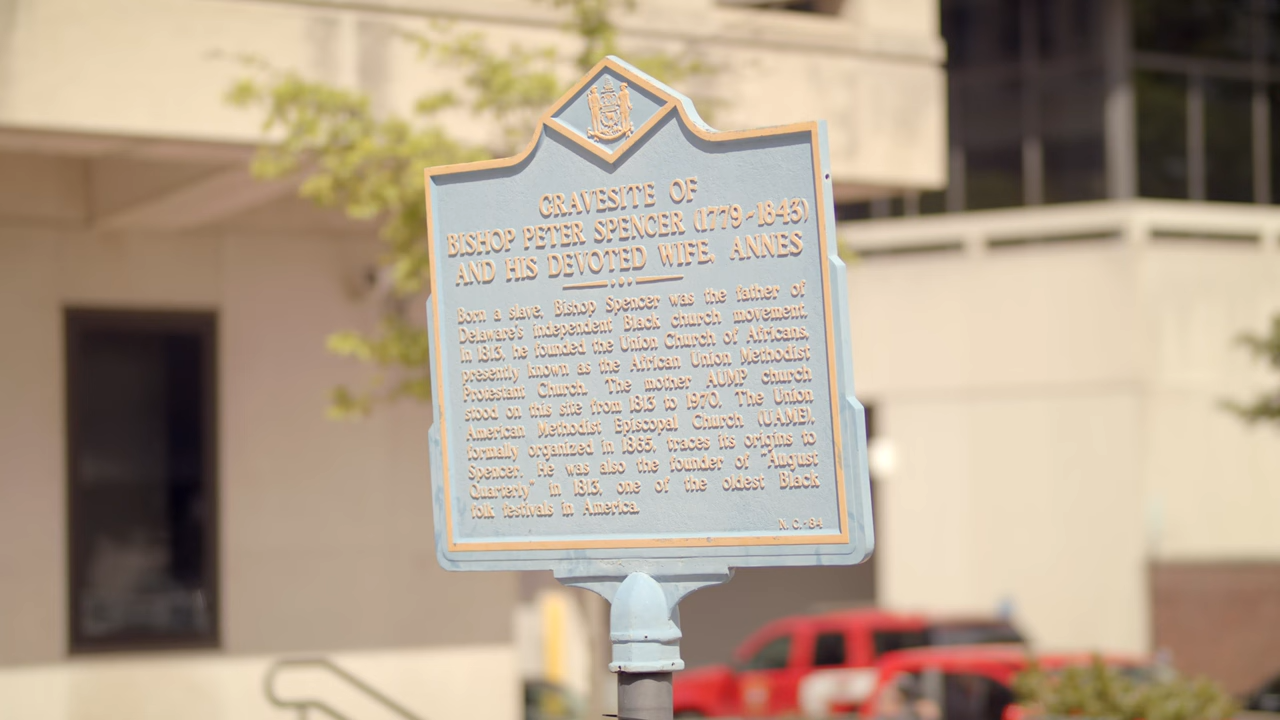 GRAVESITE OF
BISHOP PETER SPENCER (1779-1843)
AND HIS DEVOTED WIFE, ANNES
Born a slave, Bishop Spencer was the father of
Delaware's independent Black church movement.
In 1813, he founded the Union Church of Africans,
presently known as the African Union Methodist
Protestant Church. The mother AUMP church
stood on this site from 1813 to 1970. The Union
American Methodist Episcopal Church (UAME),
formally organized in 1865, traces its origins to
Spencer. He was also the founder of "August
Quarterly" in 1813, one of the oldest Black
folk festivals in America.
N. C.-84